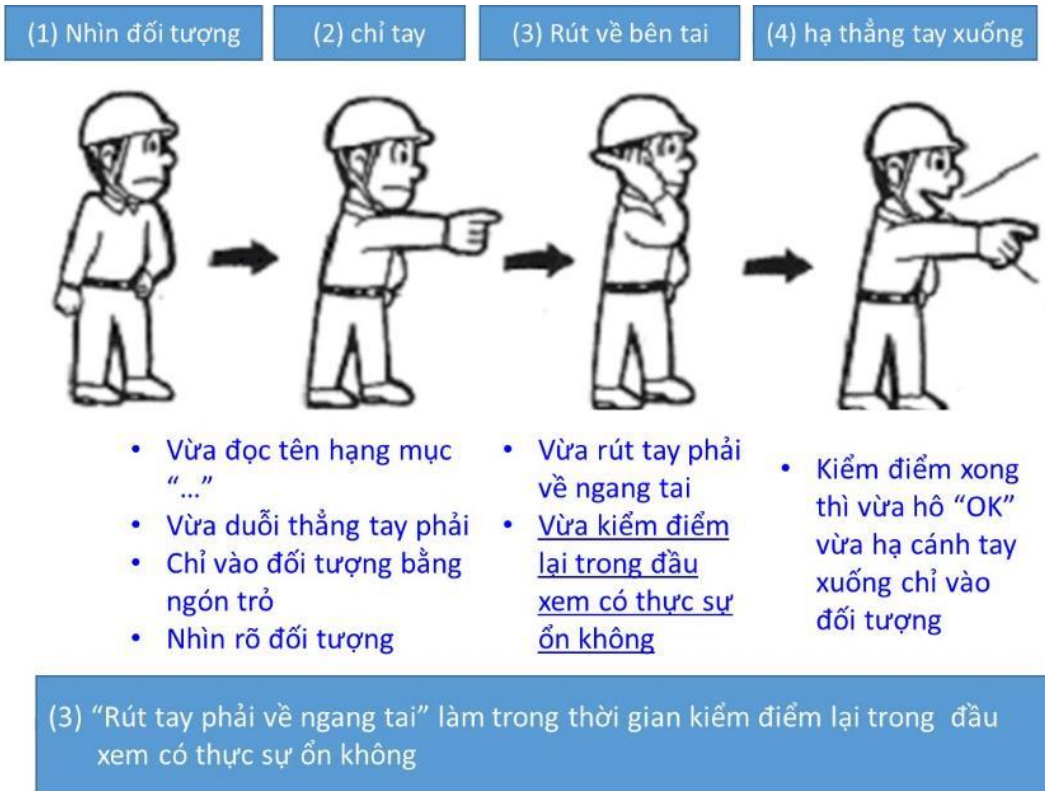 (1) Nhìn đối tượng
(2) chỉ tay
(3) Rút về bên tai
(4) hạ thẳng tay xuống
• Vừa đọc tên hạng mục
“...”
• Vừa duỗi thẳng tay phải
• Chỉ vào đối tượng bằng
ngón trỏ
• Nhìn rõ đối tượng
• Vừa rút tay phải
về ngang tai
• Vừa kiểm điểm
lại trong đầu
xem có thực sự
ổn không
• Kiểm điểm xong
thì vừa hô “OK”
vừa hạ cánh tay
xuống chỉ vào
đối tượng
(3) “Rút tay phải về ngang tai” làm trong thời gian kiểm điểm lại trong đầu
xem có thực sự ổn không